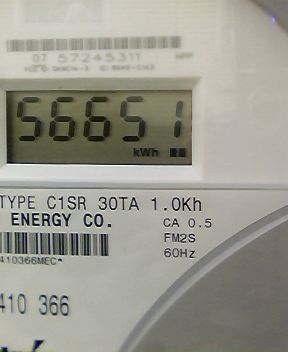 07 57245311
56651
kWh
TYPE C1SR 30TA 1.0Kh
ENERGY CO. CA 0.5
FM2S
410366MEC* 60Hz
410 366